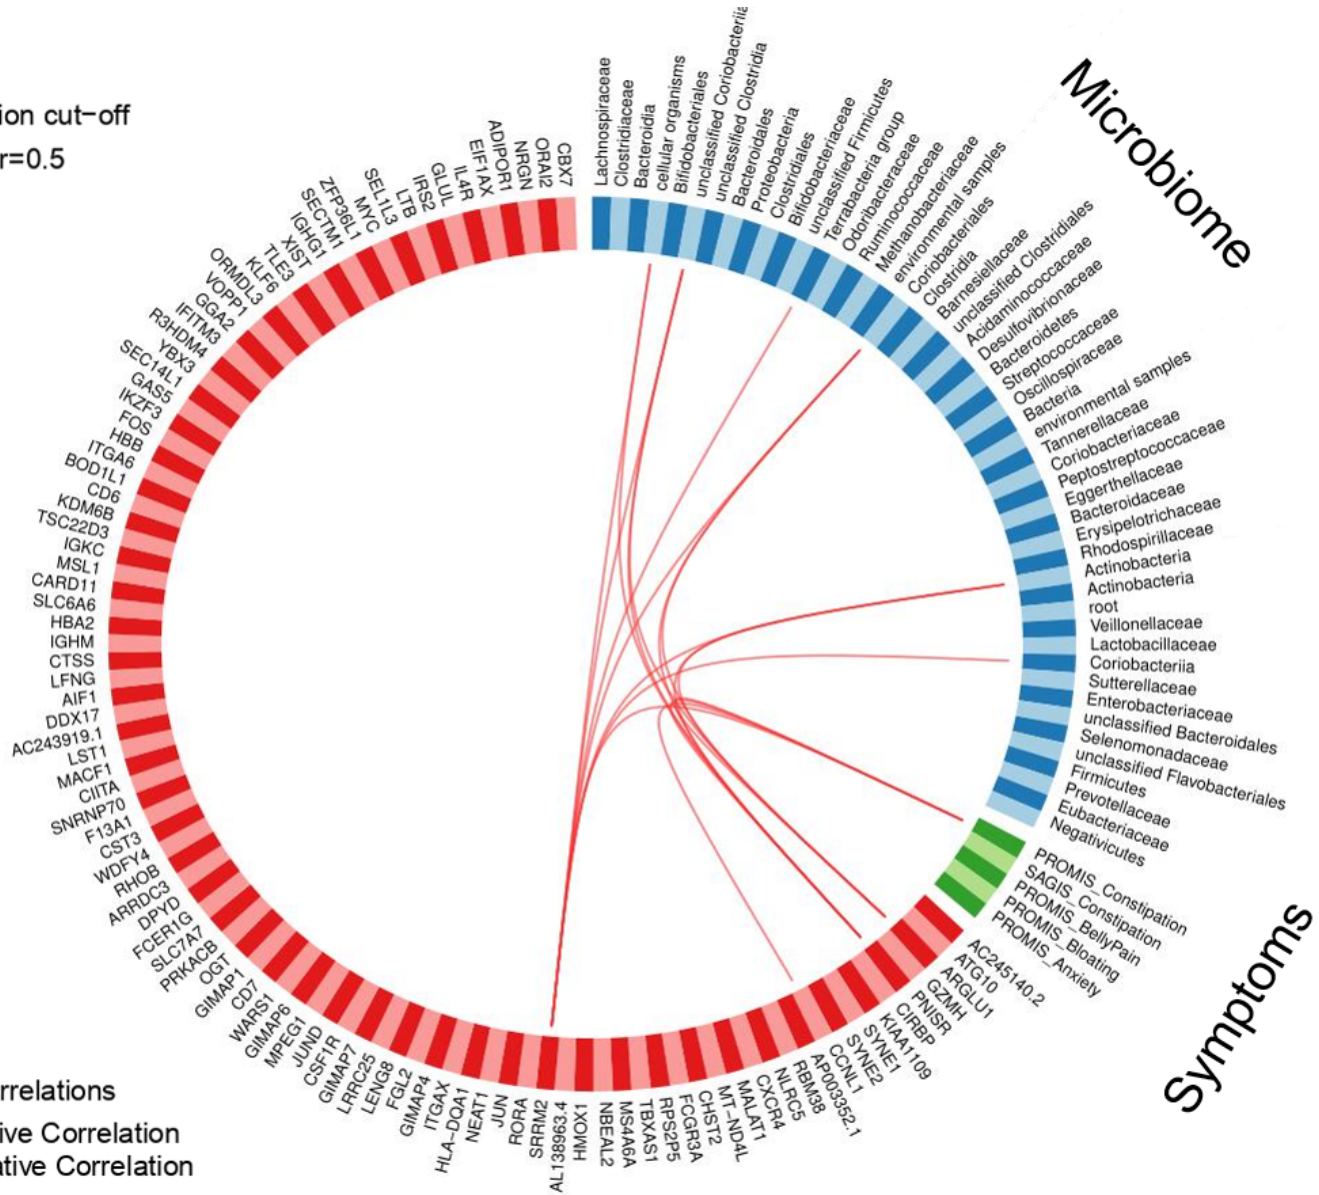 ion cut-off
r=0.5
Microbiome
Symptoms
Lachnospiraceae
Clostridiaceae
Bacteroidia
cellular organisms
Bifidobacteriales
unclassified Coriobacteriia
unclassified Clostridia
Bacteroidales
Proteobacteria
Clostridiales
Bifidobacteriaceae
unclassified Firmicutes
Terrabacteria group
Odoribacteraceae
Ruminococcaceae
Methanobacteriaceae
environmental samples
Coriobacteriales
Clostridia
Barnesiellaceae
unclassified Clostridiales
Acidaminococcaceae
Desulfovibrionaceae
Bacteroidetes
Streptococcaceae
Oscillospiraceae
Bacteria
environmental samples
Tannerellaceae
Coriobacteriaceae
Peptostreptococcaceae
Eggerthellaceae
Bacteroidaceae
Erysipelotrichaceae
Rhodospirillaceae
Actinobacteria
Actinobacteria
root
Veillonellaceae
Lactobacillaceae
Coriobacteriia
Sutterellaceae
Enterobacteriaceae
unclassified Bacteroidales
Selenomonadaceae
unclassified Flavobacteriales
Firmicutes
Prevotellaceae
Eubacteriaceae
Negativicutes
PROMIS_Constipation
SAGIS_Constipation
PROMIS_BellyPain
PROMIS_Bloating
PROMIS_Anxiety
AC245140.2
ATG10
ARGLU1
GZMH
PNISR
CIRBP
KIAA1109
SYNE1
SYNE2
CCNL1
AP003352.1
RBM38
NLRC5
CXCR4
MALAT1
MT-ND4L
CHST2
FCGR3A
RPS2P5
TBXAS1
MS4A6A
NBEAL2
HMOX1
AL138963.4
SRRM2
RORA
JUN
NEAT1
HLA-DQA1
ITGAX
GIMAP4
FGL2
LENG8
LRRC25
GIMAP7
CSF1R
JUND
MPEG1
GIMAP6
WARS1
CD7
GIMAP1
OGT
PRKACB
SLC7A7
FCER1G
DPYD
ARRDC3
RHOB
WDFY4
CST3
F13A1
SNRNP70
CIITA
MACF1
LST1
AC243919.1
DDX17
AIF1
LFNG
CTSS
IGHM
HBA2
SLC6A6
CARD11
MSL1
IGKC
TSC22D3
KDM6B
CD6
BOD1L1
ITGA6
HBB
FOS
IKZF3
GAS5
SEC14L1
YBX3
R3HDM4
IFITM3
GGA2
VOPP1
ORMDL3
KLF6
TLE3
XIST
IGHG1
SECTM1
ZFP36L1
MYC
SEL1L3
LTB
IRS2
GLUL
IL4R
EIF1AX
ADIPOR1
NRGN
ORAI2
CBX7
rrelations
ive Correlation
ative Correlation